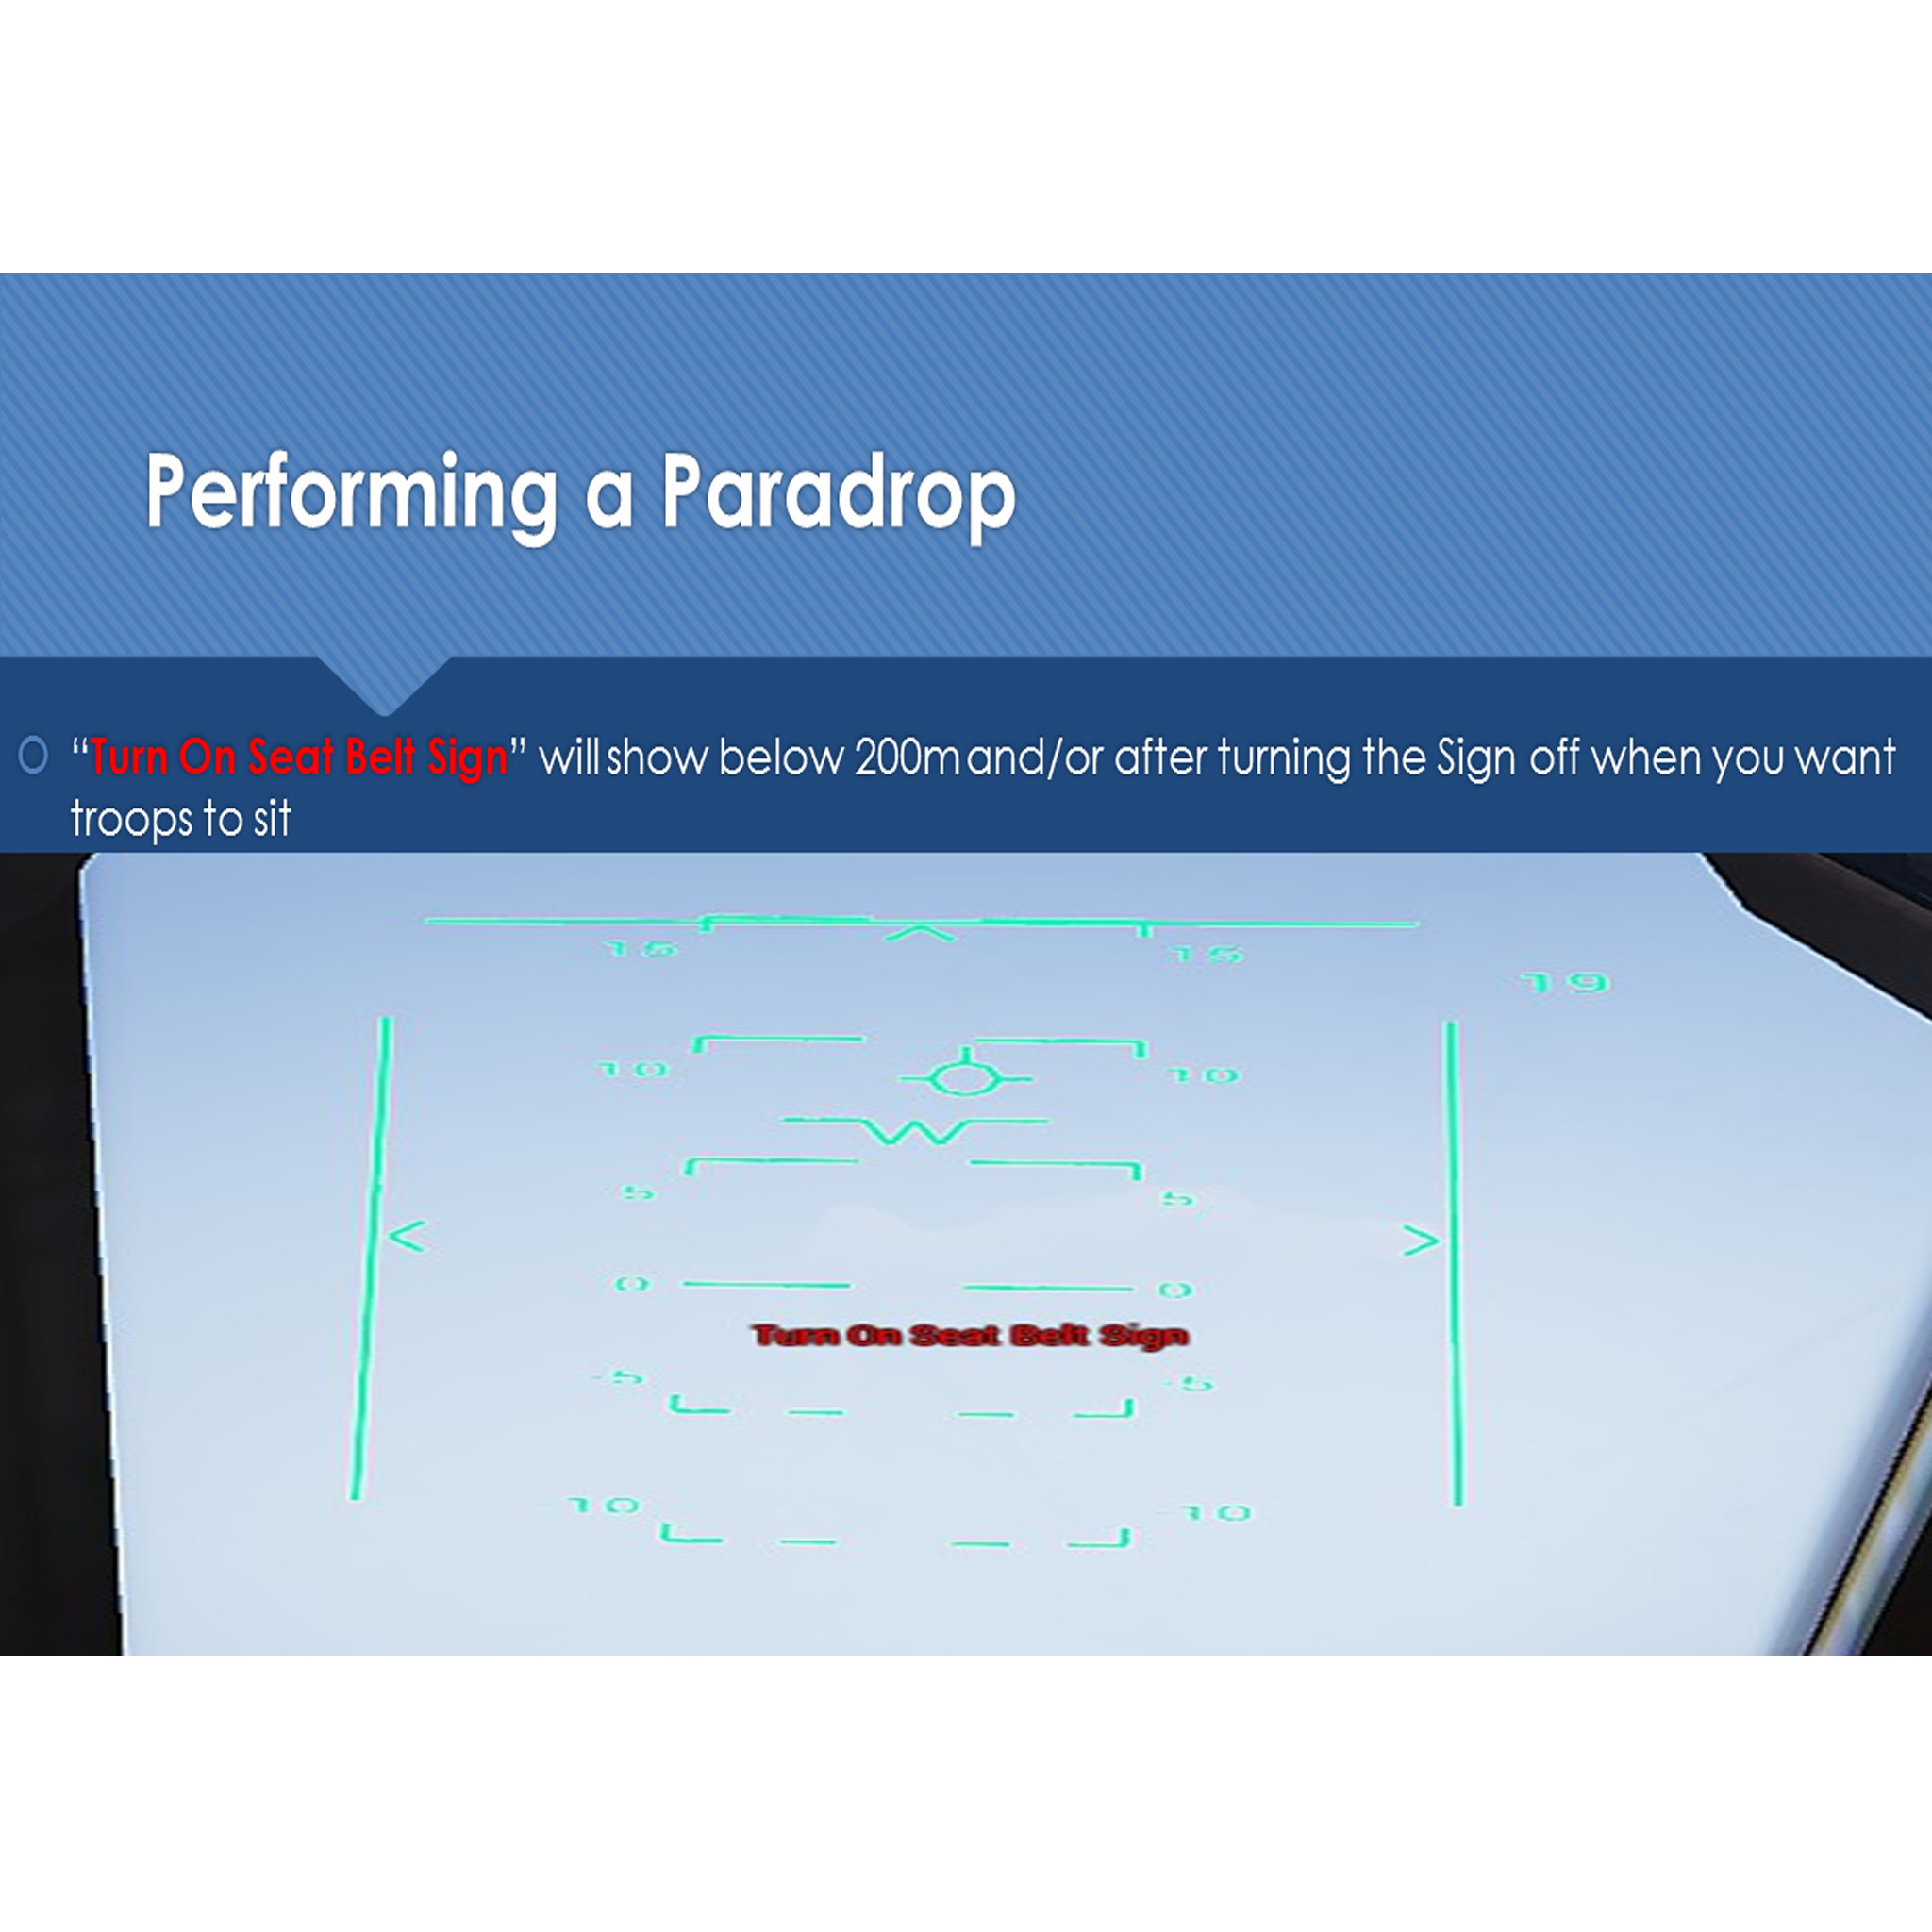 Performing a Paradrop
“Turn On Seat Belt Sign” will show below 200m and/or after turning the Sign off when you want
troops to sit
15 15
19
10 10
5 5
0 0
Turn On Seat Belt Sign
-5 -5
10 10